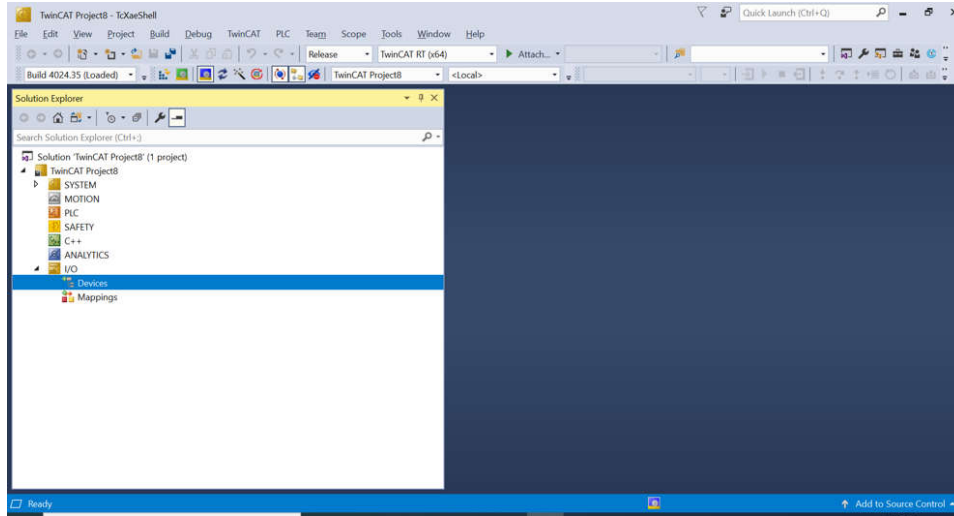 TwinCAT Project8 - TcXaeShell
Quick Launch (Ctrl+Q)
File Edit View Project Build Debug TwinCAT PLC Team Scope Tools Window Help
Release TwinCAT RT (x64) Attach...
Build 4024.35 (Loaded) TwinCAT Project8 <Local>
Solution Explorer
Search Solution Explorer (Ctrl+;)
Solution 'TwinCAT Project8' (1 project)
TwinCAT Project8
SYSTEM
MOTION
PLC
SAFETY
C++
ANALYTICS
I/O
Devices
Mappings
Ready
Add to Source Control